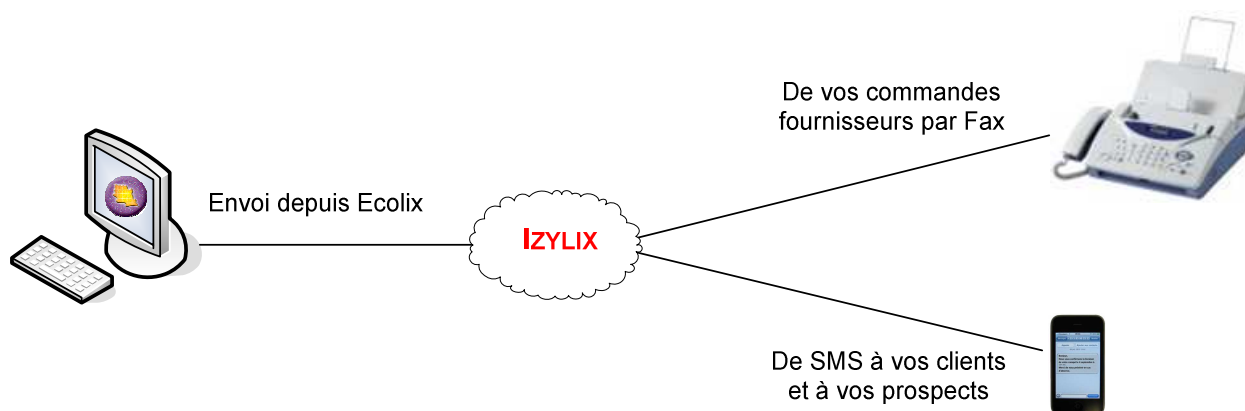 De vos commandes
fournisseurs par Fax
Envoi depuis Ecolix
IZYLIX
De SMS à vos clients
et à vos prospects